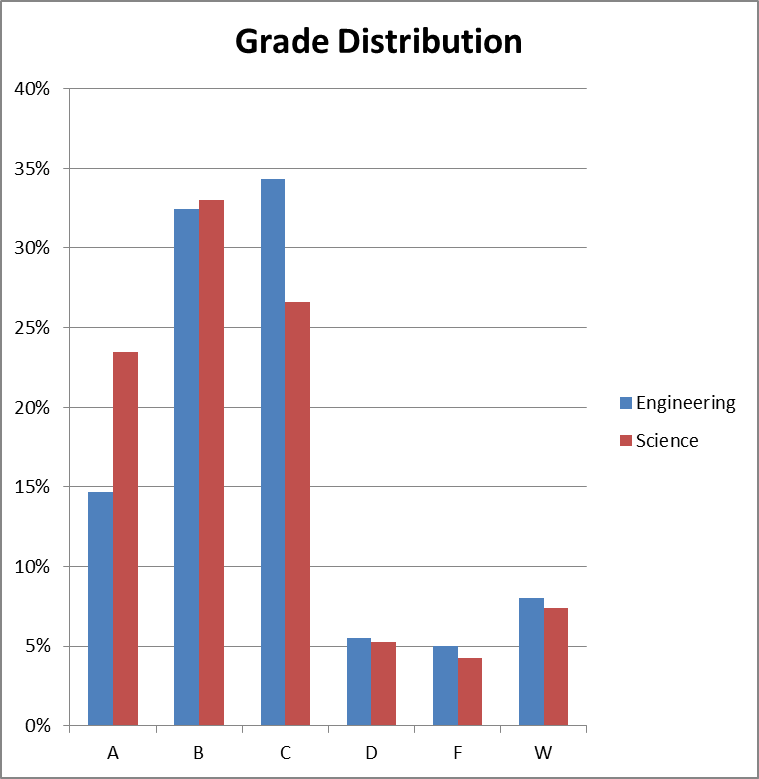 Grade Distribution
40%
35%
30%
25%
20%
15%
10%
5%
0%
A B C D F W
Engineering
Science